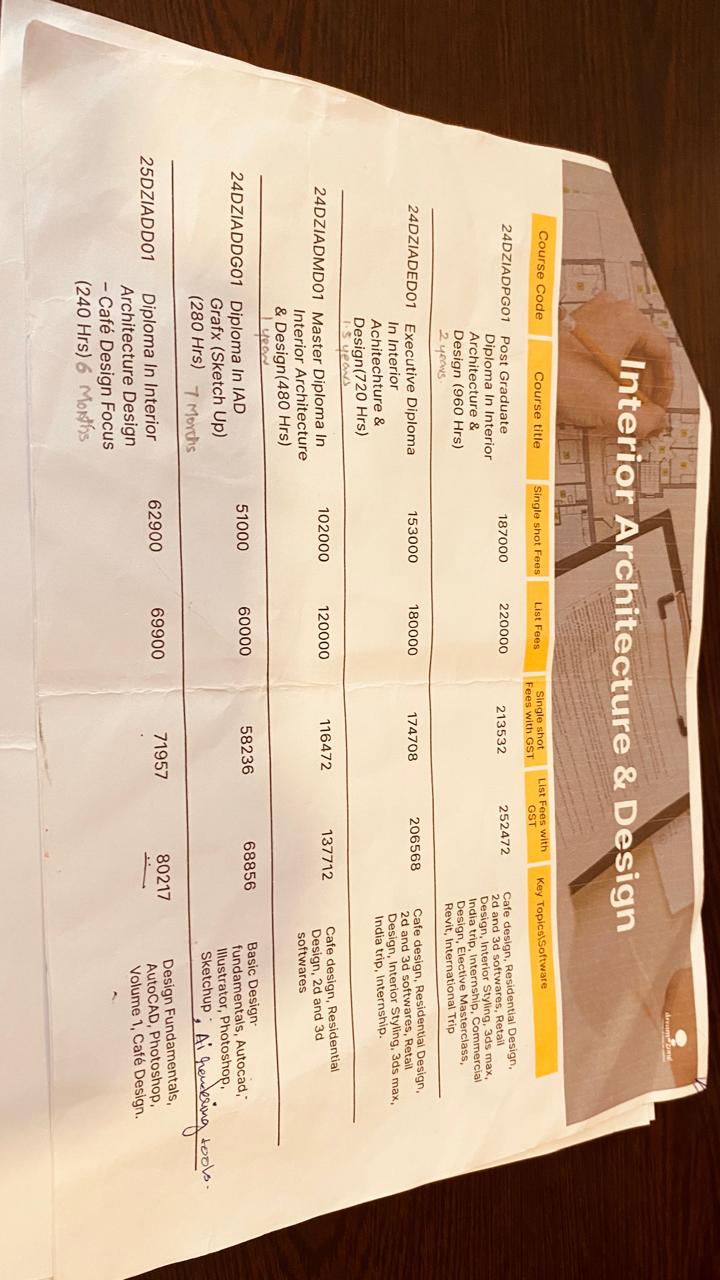 dream zone
Interior Architecture & Design
Course Code Course title Single shot Fees List Fees Single shot Fees with GST List Fees with GST Key Topics\Software
24DZIADPG01 Post Graduate 187000 220000 213532 252472 Cafe design, Residential Design,
Diploma In Interior 2d and 3d softwares, Retail
Architecture & Design, Interior Styling, 3ds max,
Design (960 Hrs) India trip, Internship, Commercial
2 years. Design, Elective Masterclass,
Revit, International Trip
24DZIADED01 Executive Diploma 153000 180000 174708 206568 Cafe design, Residential Design,
In Interior 2d and 3d softwares, Retail
Achitechture & Design, Interior Styling, 3ds max,
Design(720 Hrs) India trip, Internship.
1.5 years
24DZIADMD01 Master Diploma In 102000 120000 116472 137712 Cafe design, Residential
Interior Architecture Design, 2d and 3d
& Design(480 Hrs) softwares
1 year
24DZIADDG01 Diploma In IAD 51000 60000 58236 68856 Basic Design
Grafx (Sketch Up) fundamentals, Autocad,
(280 Hrs) 7 Months Illustrator, Photoshop,
Sketchup ; Ai rendering tools.
25DZIADD01 Diploma In Interior 62900 69900 71957 80217 Design Fundamentals,
Architecture Design AutoCAD, Photoshop,
– Café Design Focus Volume 1, Café Design.
(240 Hrs) 6 Months